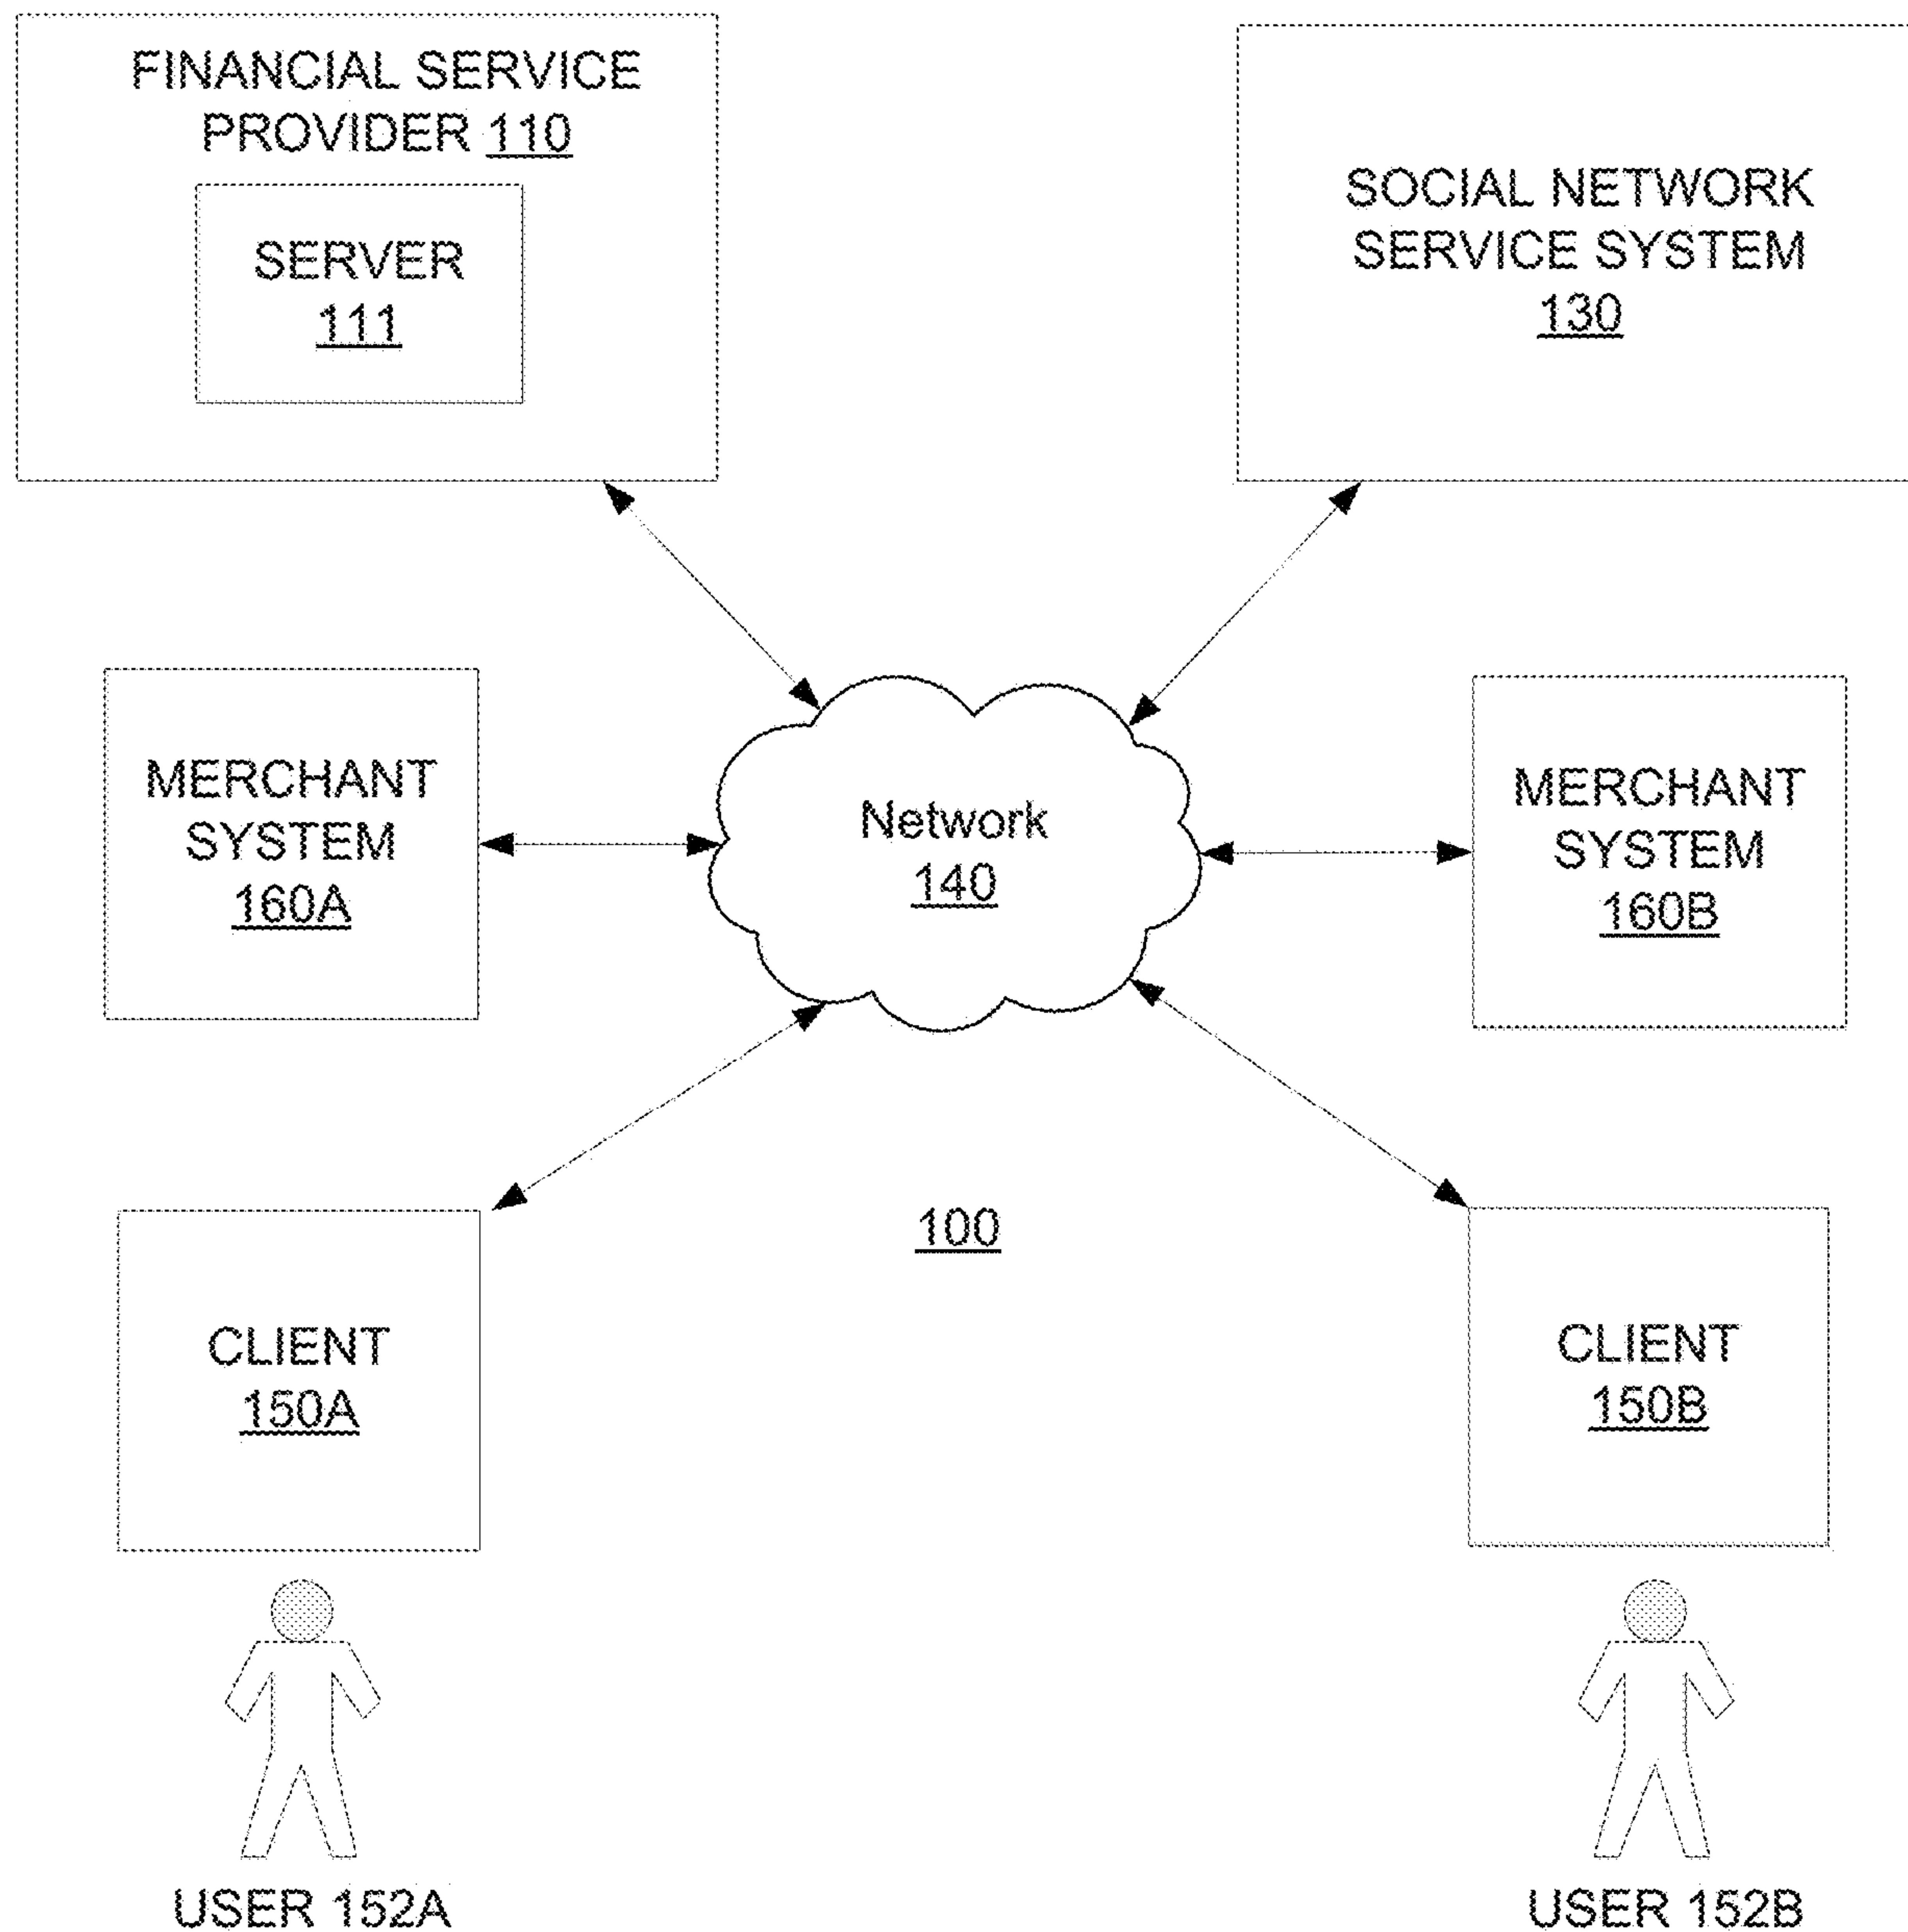 FINANCIAL SERVICE
PROVIDER 110
SERVER
111
SOCIAL NETWORK
SERVICE SYSTEM
130
MERCHANT
SYSTEM
160A
Network
140
MERCHANT
SYSTEM
160B
100
CLIENT
150A
CLIENT
150B
USER 152A
USER 152B